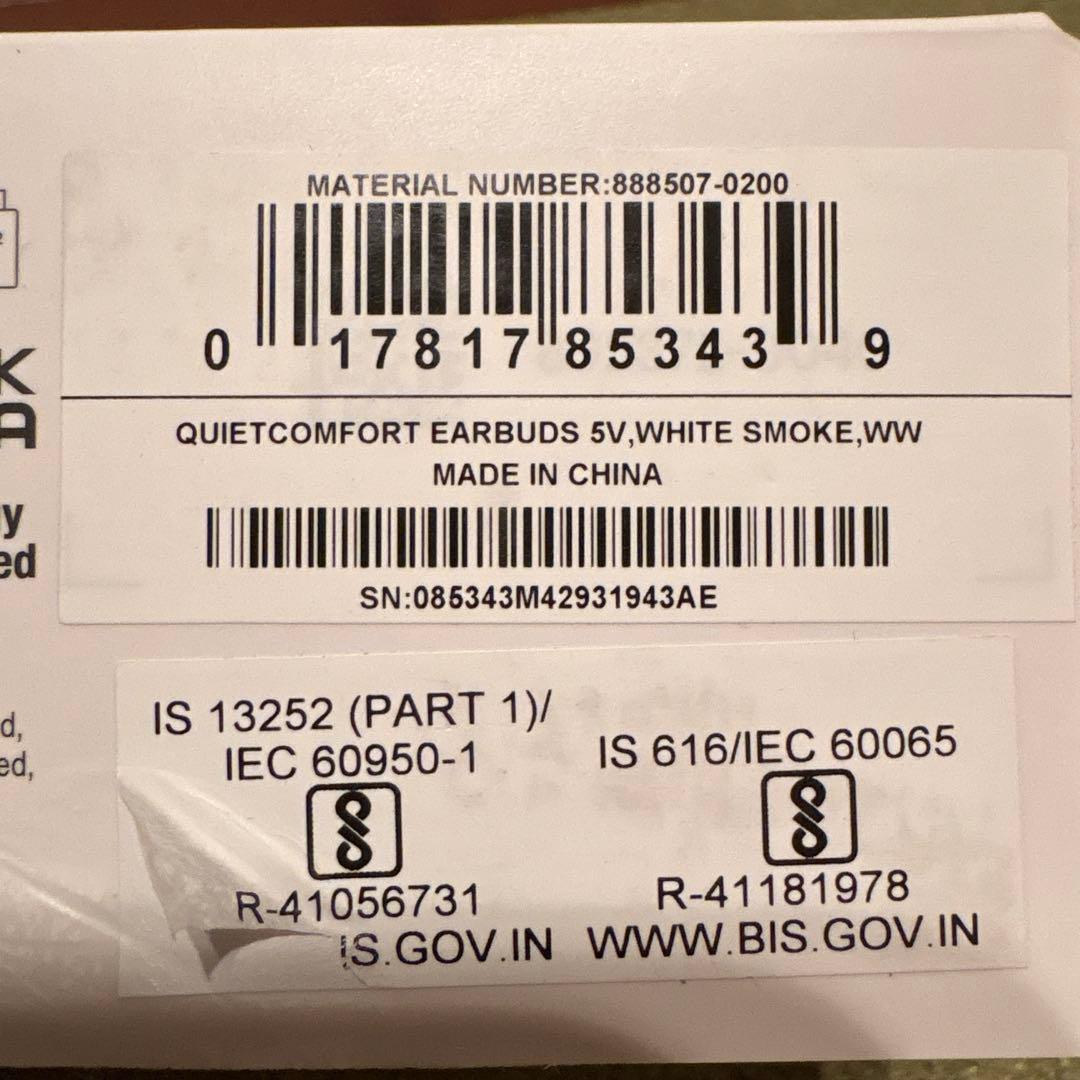 MATERIAL NUMBER:888507-0200
0 17817 85343 9
QUIETCOMFORT EARBUDS 5V,WHITE SMOKE,WW
MADE IN CHINA
SN:085343M42931943AE
K
A
y
ed
d,
ed,
IS 13252 (PART 1)/
IEC 60950-1
R-41056731
IS.GOV.IN
IS 616/IEC 60065
R-41181978
WWW.BIS.GOV.IN